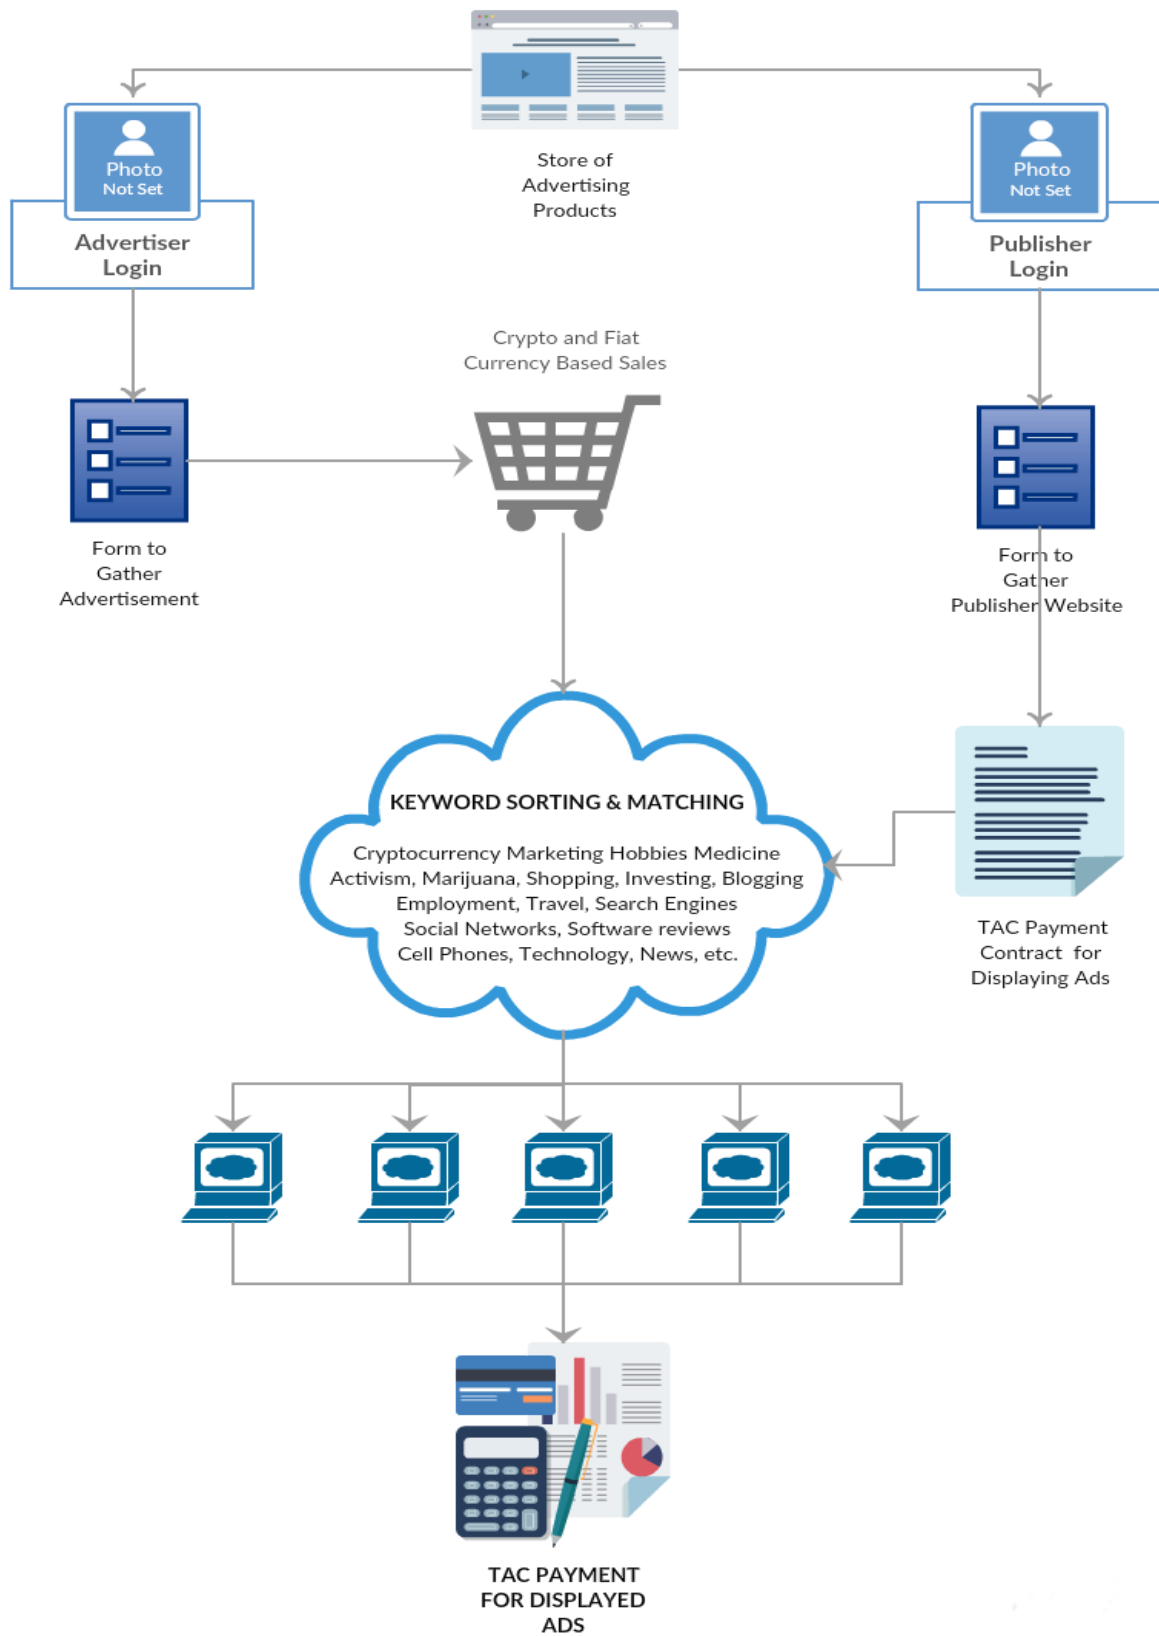 Store of
Advertising
Products
Photo
Not Set
Advertiser
Login
Photo
Not Set
Publisher
Login
Crypto and Fiat
Currency Based Sales
Form to
Gather
Advertisement
Form to
Gather
Publisher Website
KEYWORD SORTING & MATCHING
Cryptocurrency Marketing Hobbies Medicine
Activism, Marijuana, Shopping, Investing, Blogging
Employment, Travel, Search Engines
Social Networks, Software reviews
Cell Phones, Technology, News, etc.
TAC Payment
Contract for
Displaying Ads
TAC PAYMENT
FOR DISPLAYED
ADS